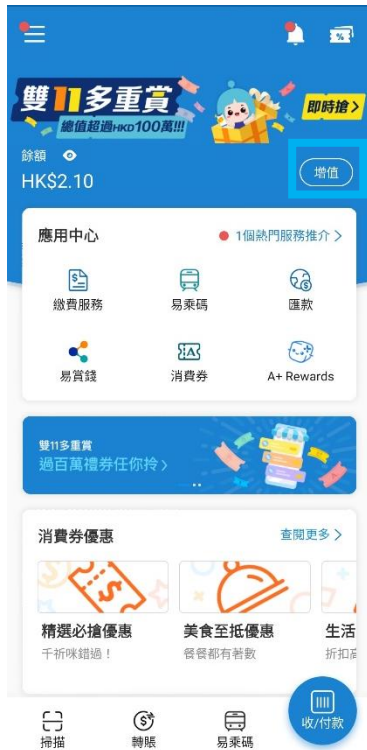 雙11多重賞
總值超過HKD100萬!!!
即時搶>
餘額
HK$2.10
增值
應用中心
1個熱門服務推介 >
繳費服務
易乘碼
匯款
易賞錢
消費券
A+ Rewards
雙11多重賞
過百萬禮券任你拎 >
消費券優惠
查閱更多 >
精選必搶優惠
美食至抵優惠
生活
千祈咪錯過！
餐餐都有著數
折扣高
掃描
轉賬
易乘碼
收/付款